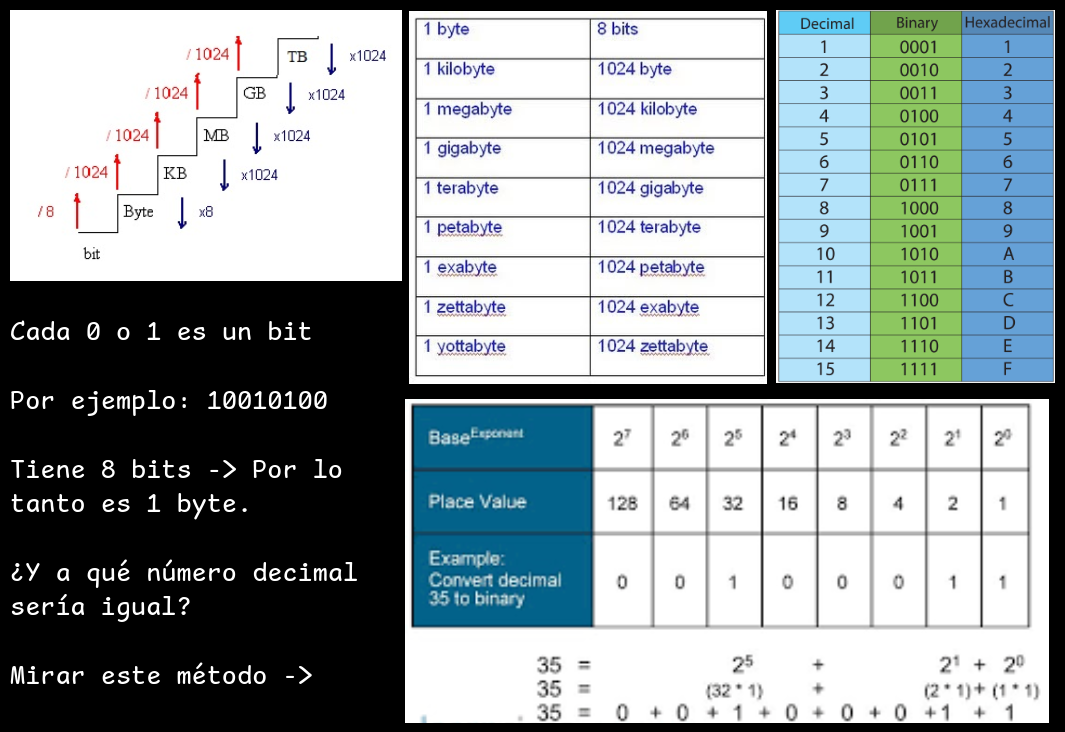 / 1024 TB x1024
/ 1024 GB x1024
/ 1024 MB x1024
/ 1024 KB x1024
/ 8 Byte x8
bit
1 byte 8 bits
1 kilobyte 1024 byte
1 megabyte 1024 kilobyte
1 gigabyte 1024 megabyte
1 terabyte 1024 gigabyte
1 petabyte 1024 terabyte
1 exabyte 1024 petabyte
1 zettabyte 1024 exabyte
1 yottabyte 1024 zettabyte
Decimal Binary Hexadecimal
1 0001 1
2 0010 2
3 0011 3
4 0100 4
5 0101 5
6 0110 6
7 0111 7
8 1000 8
9 1001 9
10 1010 A
11 1011 B
12 1100 C
13 1101 D
14 1110 E
15 1111 F
Cada 0 o 1 es un bit
Por ejemplo: 10010100
Tiene 8 bits -> Por lo
tanto es 1 byte.
¿Y a qué número decimal
sería igual?
Mirar este método ->
Base^Exponent 2^7 2^6 2^5 2^4 2^3 2^2 2^1 2^0
Place Value 128 64 32 16 8 4 2 1
Example:
Convert decimal 0 0 1 0 0 0 1 1
35 to binary
35 = 2^5 + 2^1 + 2^0
35 = (32 * 1) + (2 * 1) + (1 * 1)
35 = 0 + 0 + 1 + 0 + 0 + 0 +1 + 1